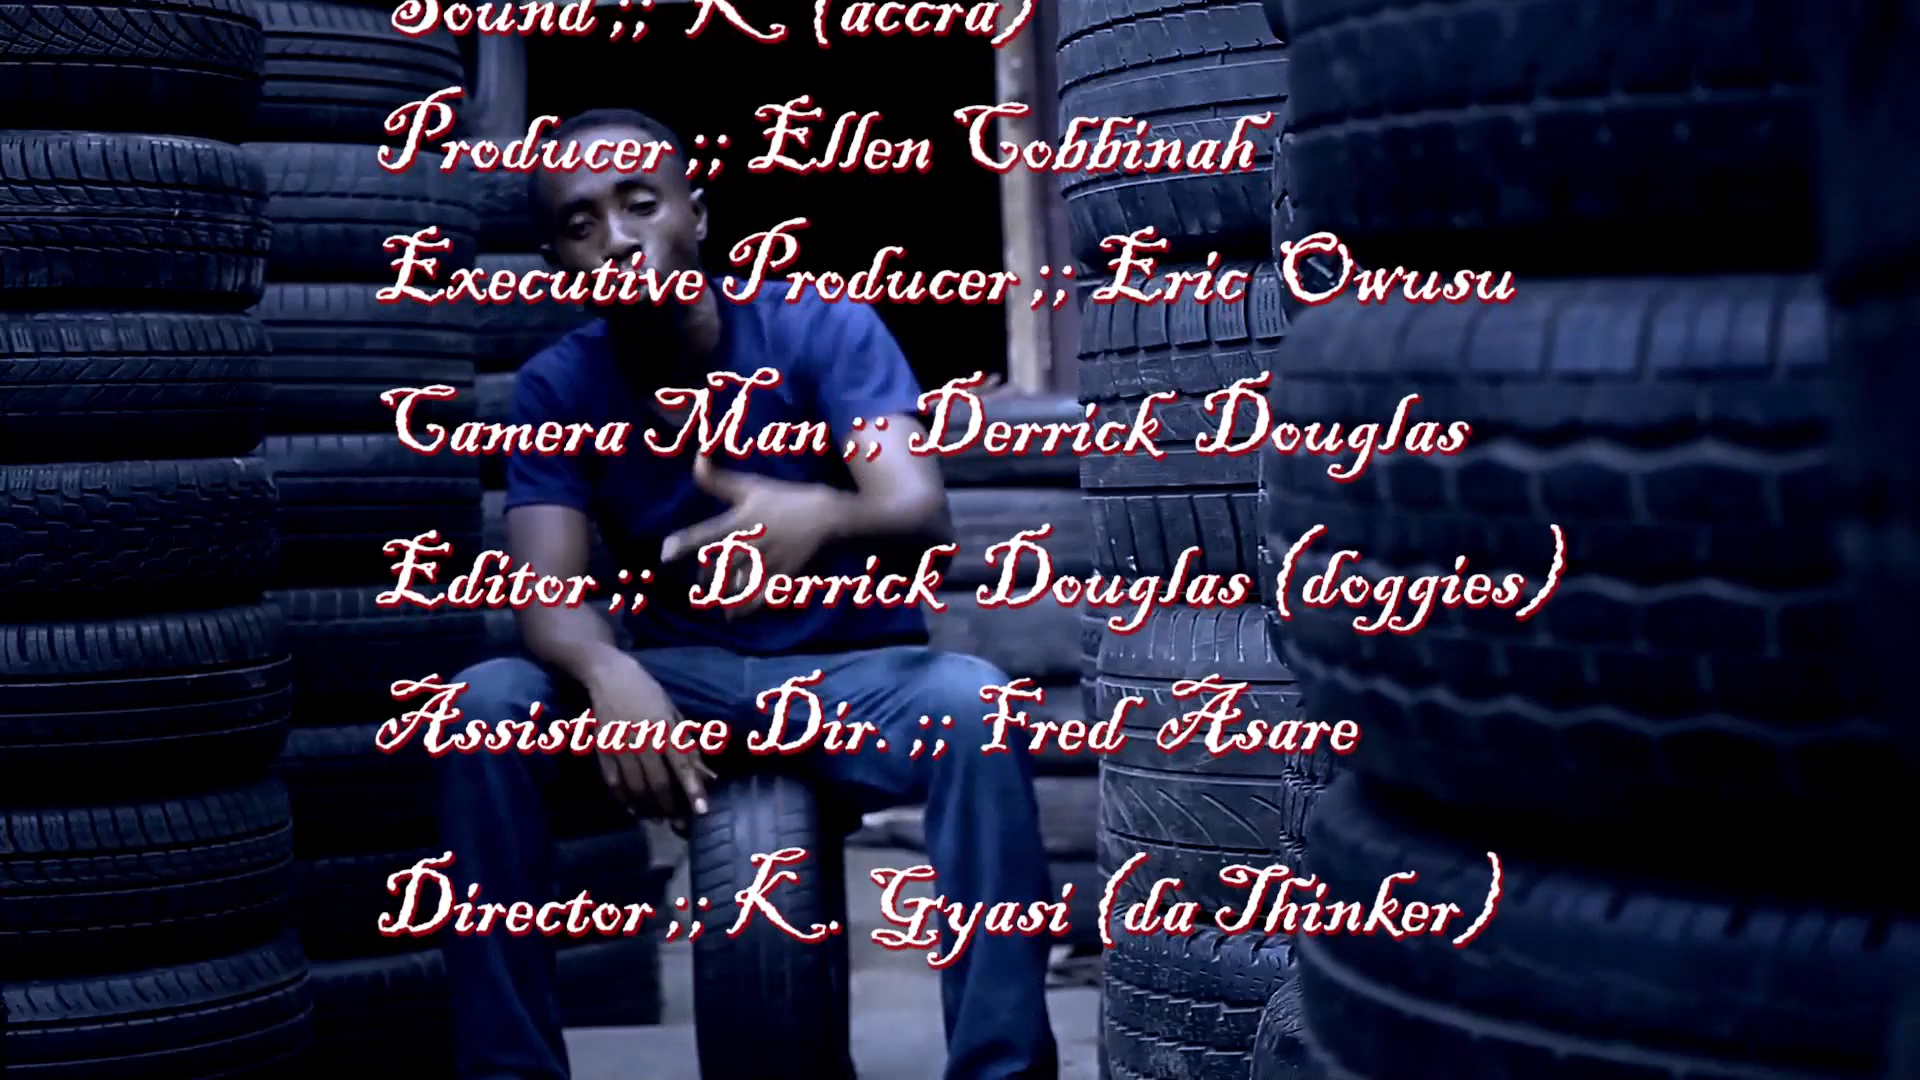 Sound ;; K (accra)
Producer ;; Ellen Cobbinah
Executive Producer ;; Eric Owusu
Camera Man ;; Derrick Douglas
Editor ;; Derrick Douglas (doggies)
Assistance Dir. ;; Fred Asare
Director ;; K. Gyasi (da Thinker)